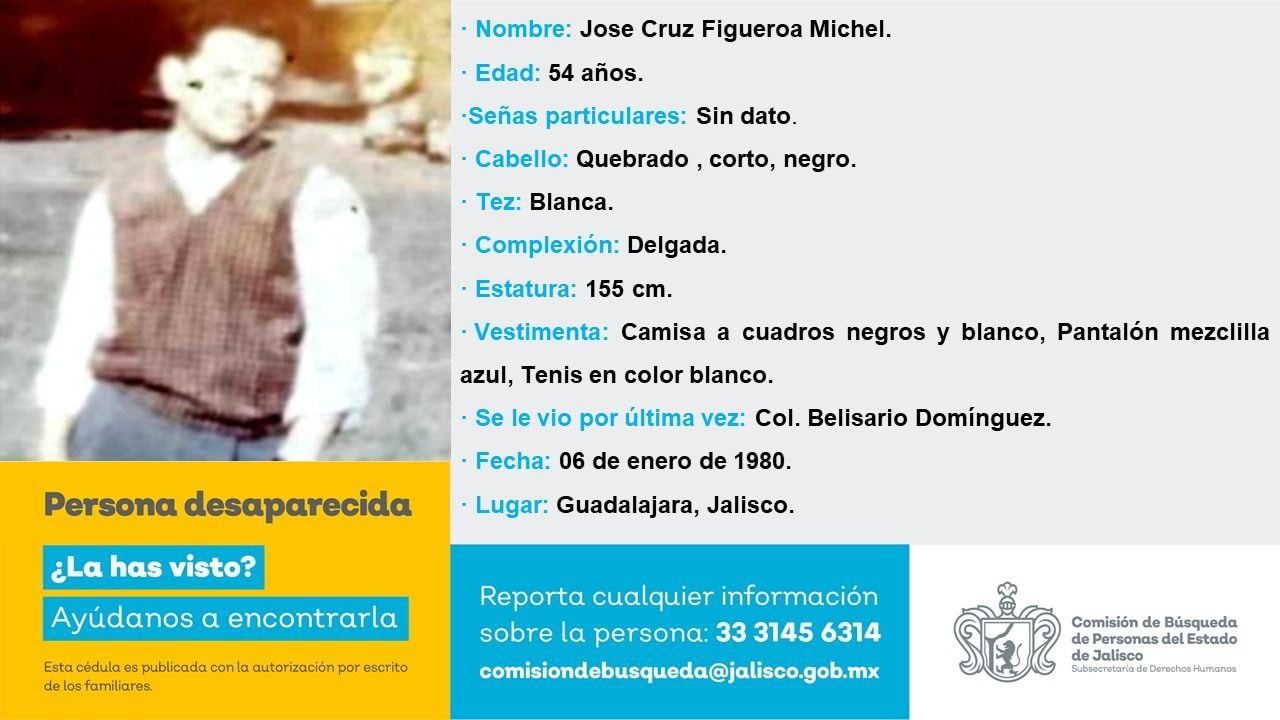 · Nombre: Jose Cruz Figueroa Michel.
· Edad: 54 años.
·Señas particulares: Sin dato.
· Cabello: Quebrado , corto, negro.
· Tez: Blanca.
· Complexión: Delgada.
· Estatura: 155 cm.
· Vestimenta: Camisa a cuadros negros y blanco, Pantalón mezclilla
azul, Tenis en color blanco.
· Se le vio por última vez: Col. Belisario Domínguez.
· Fecha: 06 de enero de 1980.
· Lugar: Guadalajara, Jalisco.
Persona desaparecida
¿La has visto?
Ayúdanos a encontrarla
Esta cédula es publicada con la autorización por escrito
de los familiares.
Reporta cualquier información
sobre la persona: 33 3145 6314
comisiondebusqueda@jalisco.gob.mx
Comisión de Búsqueda
de Personas del Estado
de Jalisco
Subsecretaría de Derechos Humanos